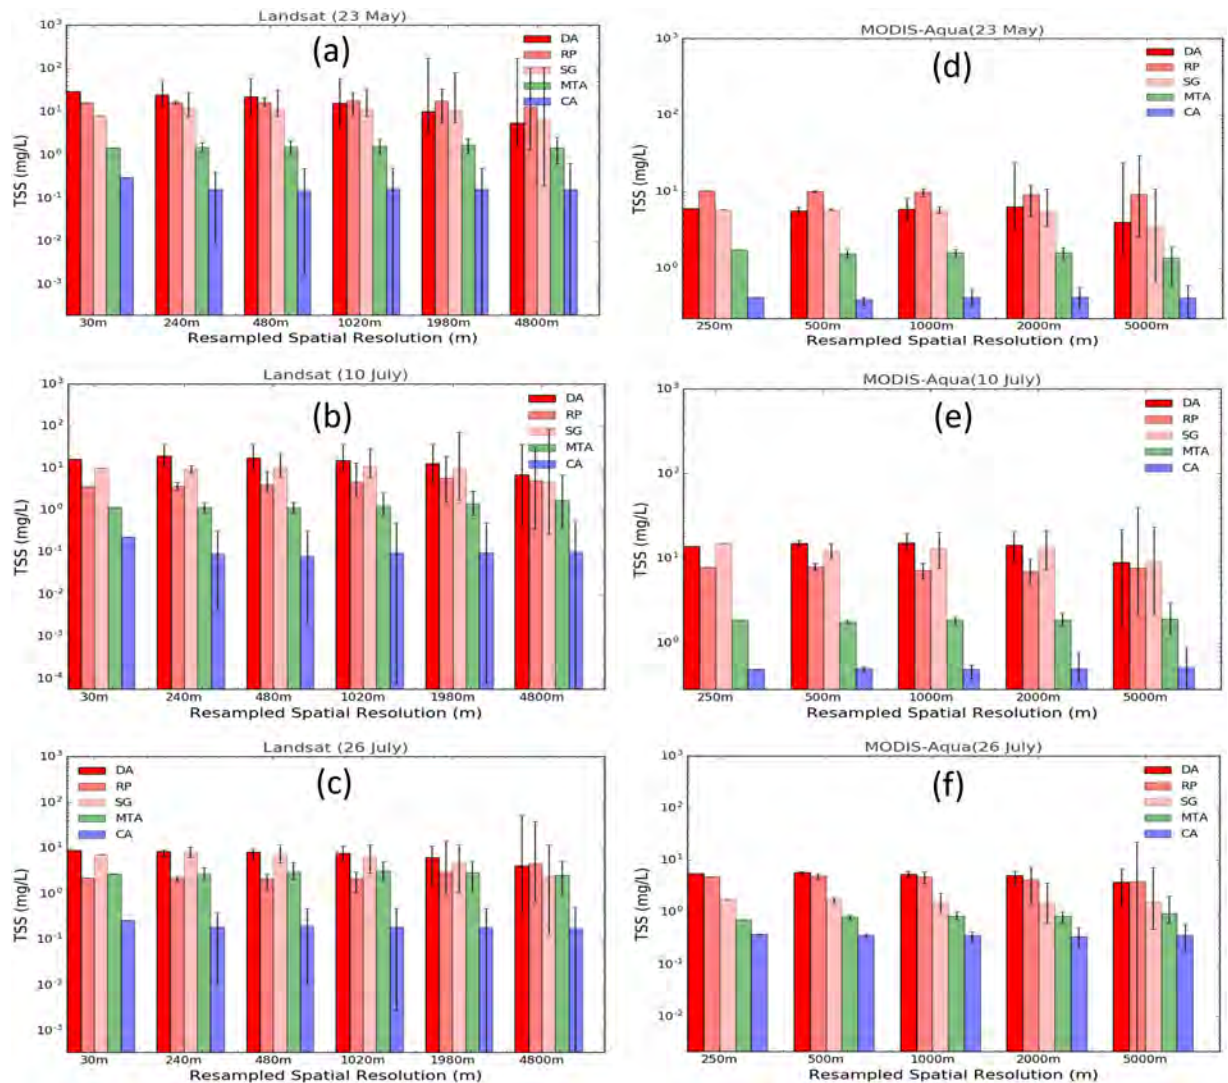 Landsat (23 May)
(a)
DA
RP
SG
MTA
CA
TSS (mg/L)
10³
10²
10¹
10⁰
10⁻¹
10⁻²
10⁻³
30m 240m 480m 1020m 1980m 4800m
Resampled Spatial Resolution (m)
MODIS-Aqua(23 May)
(d)
DA
RP
SG
MTA
CA
TSS (mg/L)
10³
10²
10¹
10⁰
250m 500m 1000m 2000m 5000m
Resampled Spatial Resolution (m)
Landsat (10 July)
(b)
DA
RP
SG
MTA
CA
TSS (mg/L)
10³
10²
10¹
10⁰
10⁻¹
10⁻²
10⁻³
10⁻⁴
30m 240m 480m 1020m 1980m 4800m
Resampled Spatial Resolution (m)
MODIS-Aqua(10 July)
(e)
DA
RP
SG
MTA
CA
TSS (mg/L)
10³
10²
10¹
10⁰
250m 500m 1000m 2000m 5000m
Resampled Spatial Resolution (m)
Landsat (26 July)
(c)
DA
RP
SG
MTA
CA
TSS (mg/L)
10³
10²
10¹
10⁰
10⁻¹
10⁻²
10⁻³
30m 240m 480m 1020m 1980m 4800m
Resampled Spatial Resolution (m)
MODIS-Aqua(26 July)
(f)
DA
RP
SG
MTA
CA
TSS (mg/L)
10³
10²
10¹
10⁰
10⁻¹
10⁻²
250m 500m 1000m 2000m 5000m
Resampled Spatial Resolution (m)